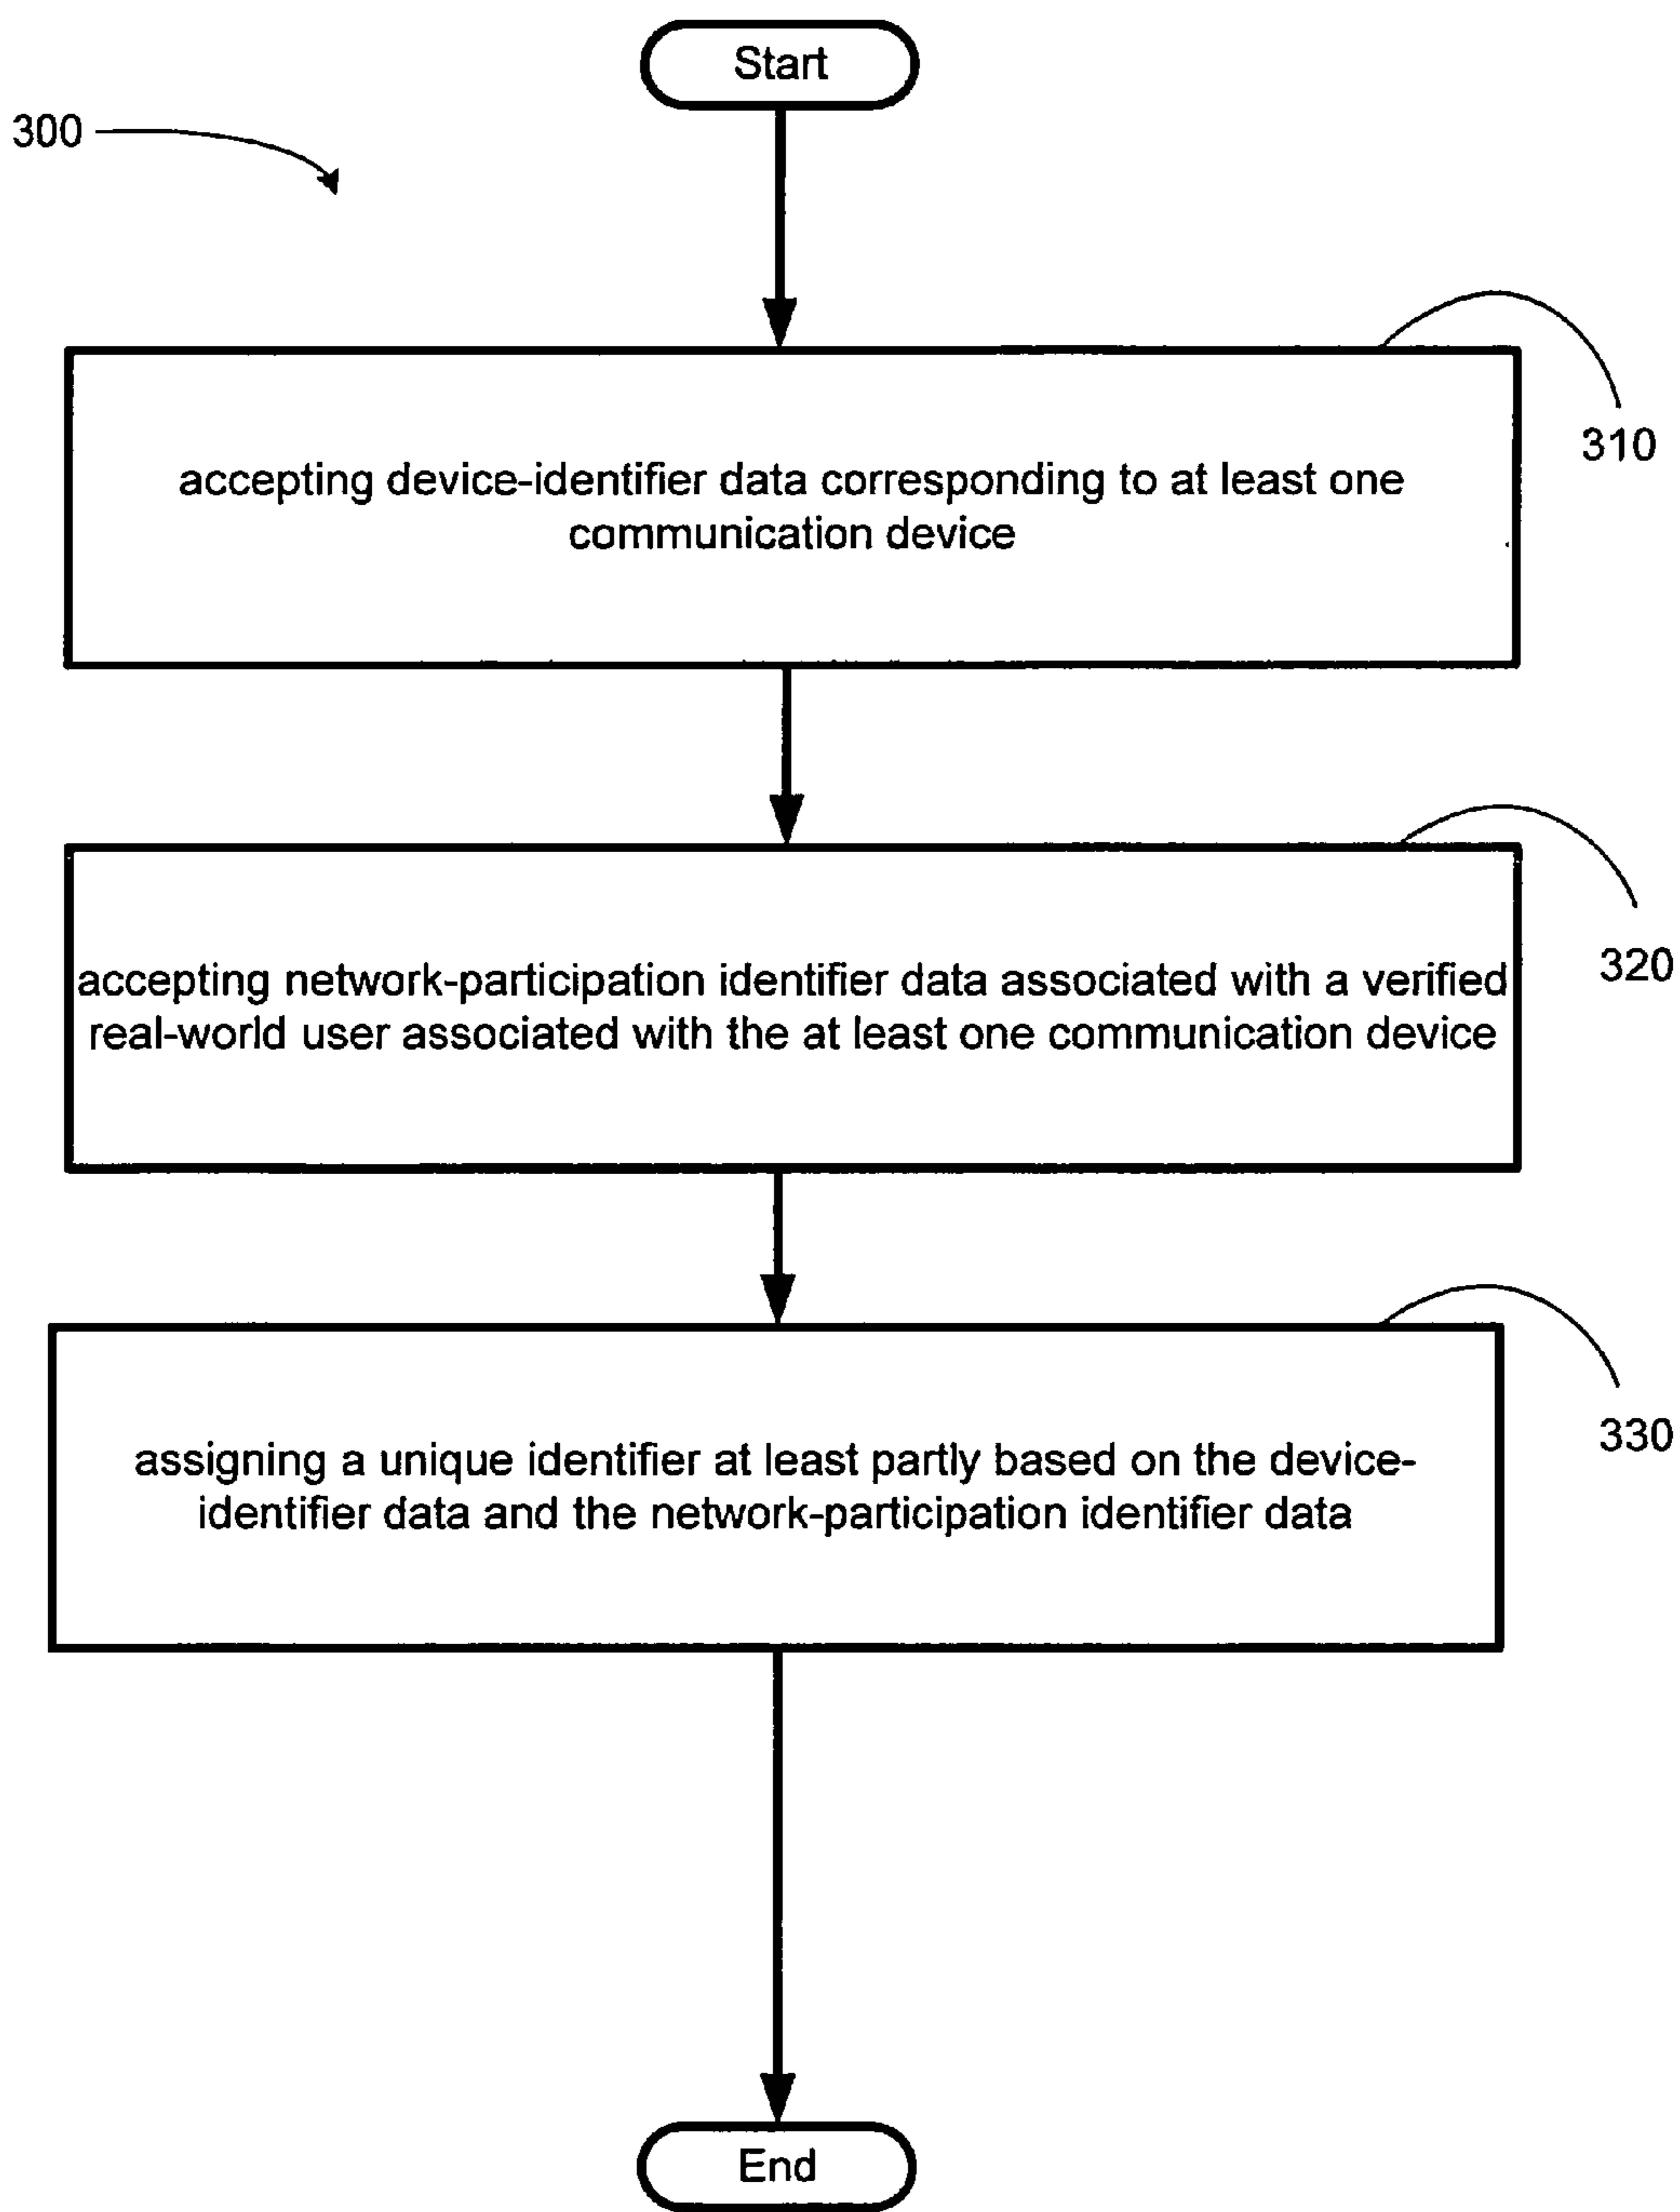 Start
300
310
accepting device-identifier data corresponding to at least one
communication device
320
accepting network-participation identifier data associated with a verified
real-world user associated with the at least one communication device
330
assigning a unique identifier at least partly based on the device-
identifier data and the network-participation identifier data
End